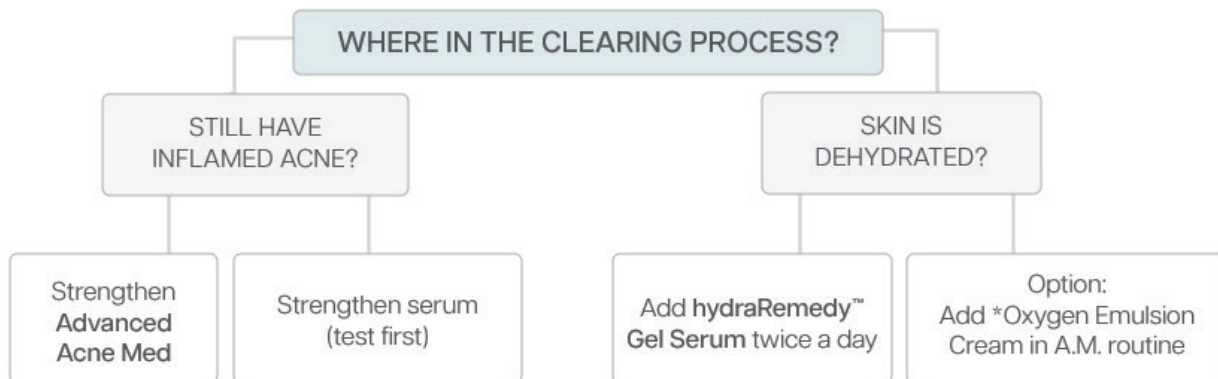 WHERE IN THE CLEARING PROCESS?
STILL HAVE
INFLAMED ACNE?
SKIN IS
DEHYDRATED?
Strengthen
Advanced
Acne Med
Strengthen serum
(test first)
Add hydraRemedy™
Gel Serum twice a day
Option:
Add *Oxygen Emulsion
Cream in A.M. routine